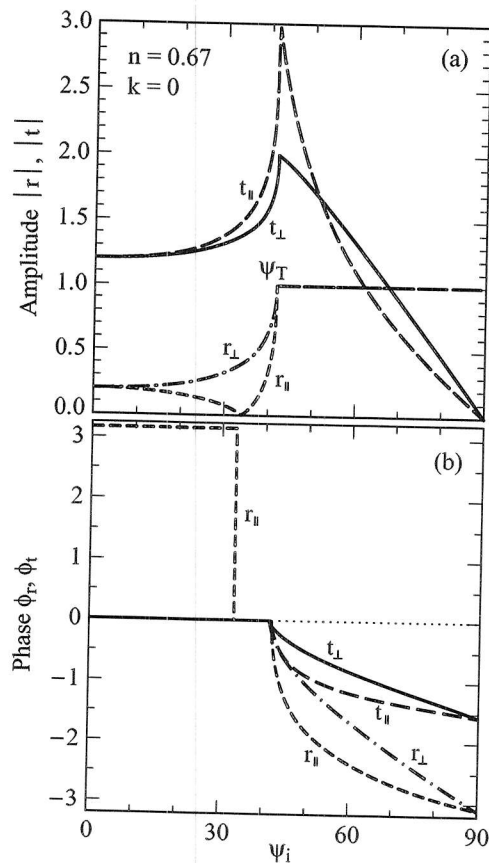 3.0
(a)
n = 0.67
k = 0
2.5
2.0
t∥
1.5
t⊥
1.0
ψT
r⊥
0.5
r∥
0.0
Amplitude |r|, |t|
3
(b)
2
r∥
1
0
t⊥
−1
t∥
−2
r∥
r⊥
−3
Phase ϕr, ϕt
0
30
60
90
ψi